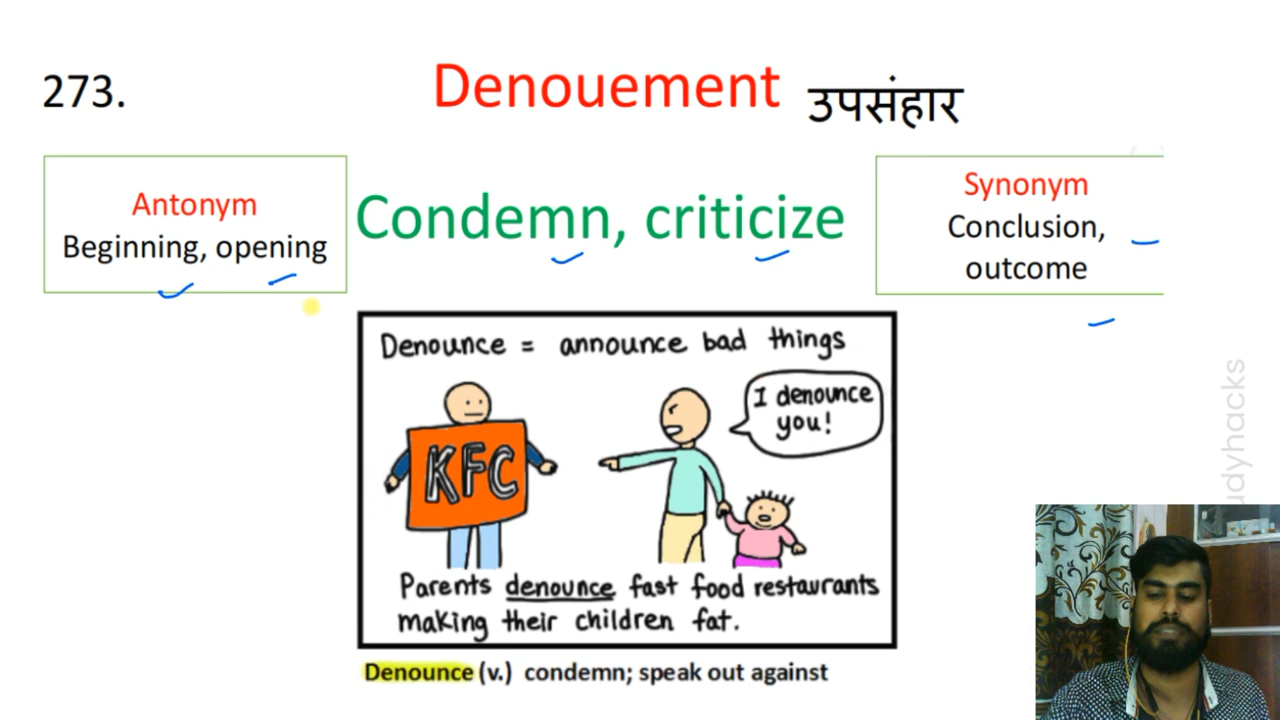 273.
Denouement उपसंहार
Antonym
Beginning, opening
Condemn, criticize
Synonym
Conclusion,
outcome
Denounce = announce bad things
I denounce
you!
KFC
Parents denounce fast food restaurants
making their children fat.
Denounce (v.) condemn; speak out against
udyhacks